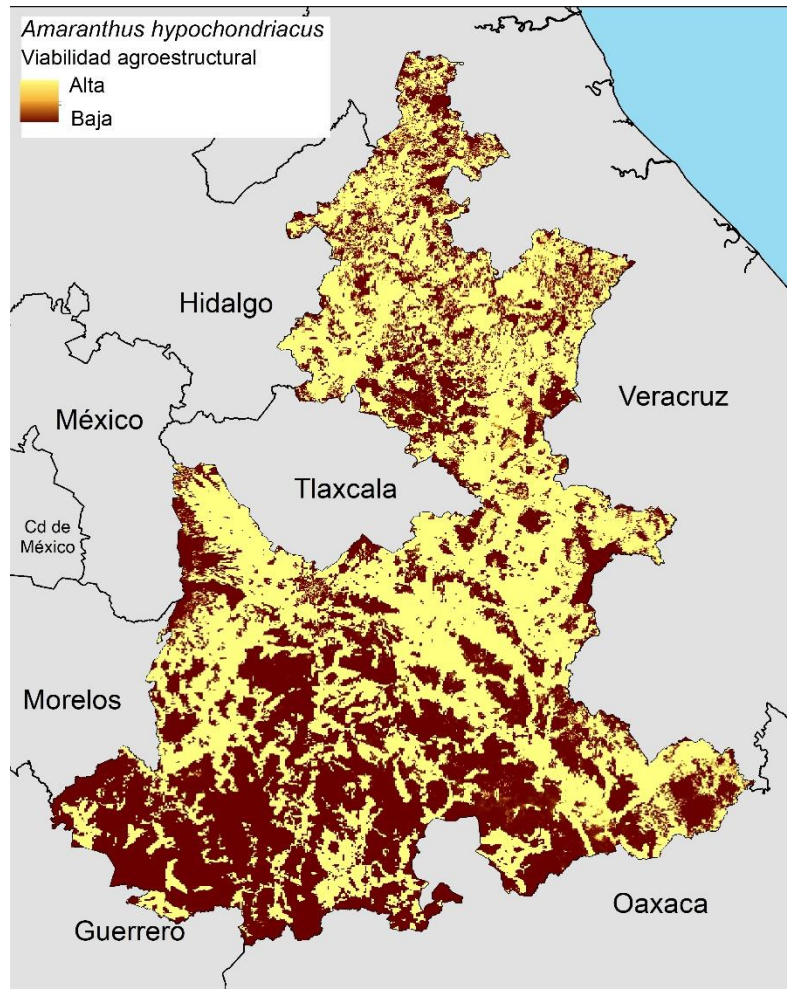 Amaranthus hypochondriacus
Viabilidad agroestructural
Alta
Baja
Hidalgo
Veracruz
México
Tlaxcala
Cd de
México
Morelos
Oaxaca
Guerrero